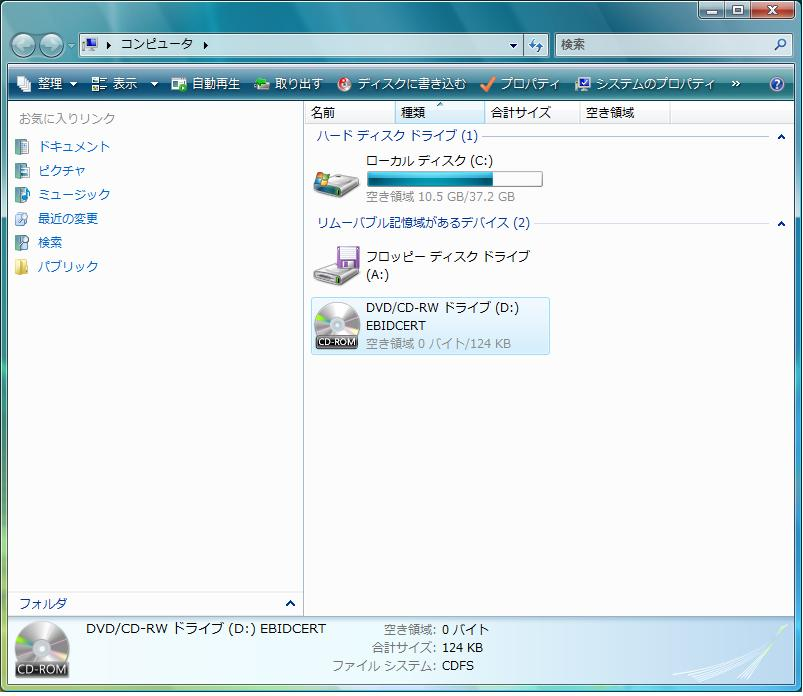 コンピュータ
検索
整理 表示 自動再生 取り出す ディスクに書き込む プロパティ システムのプロパティ »
お気に入りリンク
ドキュメント
ピクチャ
ミュージック
最近の変更
検索
パブリック
フォルダ
名前 種類 合計サイズ 空き領域
ハード ディスク ドライブ (1)
ローカル ディスク (C:)
空き領域 10.5 GB/37.2 GB
リムーバブル記憶域があるデバイス (2)
フロッピー ディスク ドライブ
(A:)
DVD/CD-RW ドライブ (D:)
EBIDCERT
空き領域 0 バイト/124 KB
CD-ROM
DVD/CD-RW ドライブ (D:) EBIDCERT
空き領域: 0 バイト
合計サイズ: 124 KB
ファイル システム: CDFS
CD-ROM